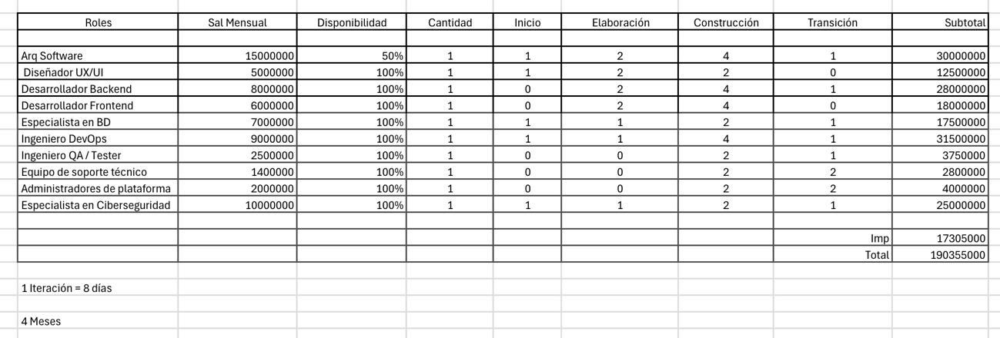 Roles Sal Mensual Disponibilidad Cantidad Inicio Elaboración Construcción Transición Subtotal
Arq Software 15000000 50% 1 1 2 4 1 30000000
Diseñador UX/UI 5000000 100% 1 1 2 2 0 12500000
Desarrollador Backend 8000000 100% 1 0 2 4 1 28000000
Desarrollador Frontend 6000000 100% 1 0 2 4 0 18000000
Especialista en BD 7000000 100% 1 1 1 2 1 17500000
Ingeniero DevOps 9000000 100% 1 1 1 4 1 31500000
Ingeniero QA / Tester 2500000 100% 1 0 0 2 1 3750000
Equipo de soporte técnico 1400000 100% 1 0 0 2 2 2800000
Administradores de plataforma 2000000 100% 1 0 0 2 2 4000000
Especialista en Ciberseguridad 10000000 100% 1 1 1 2 1 25000000
Imp 17305000
Total 190355000
1 Iteración = 8 días
4 Meses